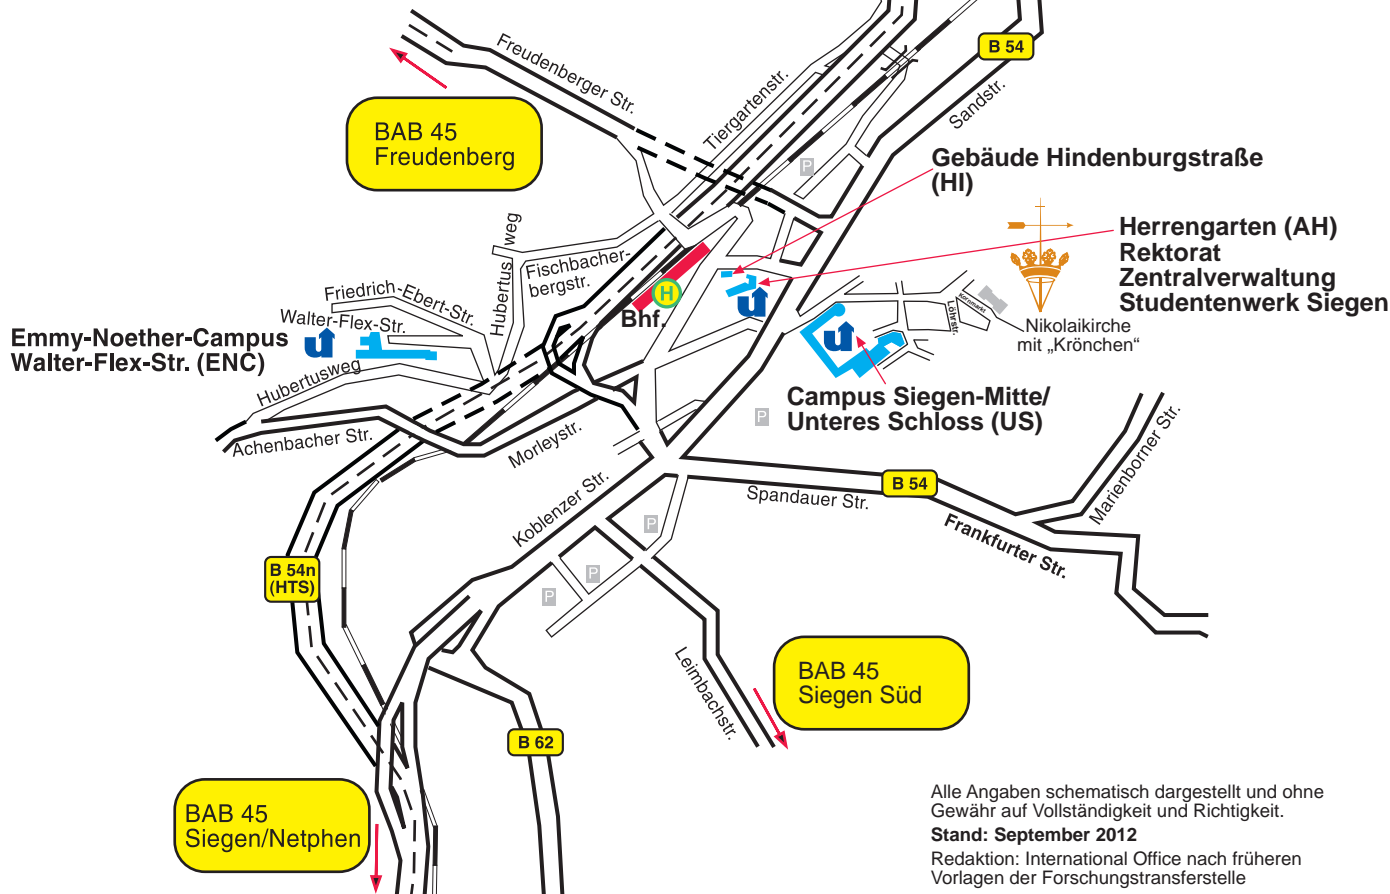 B 54
Freudenberger Str.
Tiergartenstr.
Sandstr.
BAB 45
Freudenberg
P
Gebäude Hindenburgstraße
(HI)
Herrengarten (AH)
Rektorat
Zentralverwaltung
Studentenwerk Siegen
Hubertusweg
Fischbacher-
bergstr.
Friedrich-Ebert-Str.
Walter-Flex-Str.
H
Bhf.
u
Emmy-Noether-Campus
Walter-Flex-Str. (ENC)
u
Kornmarkt
Löhrstr.
Nikolaikirche
mit „Krönchen“
u
Hubertusweg
Campus Siegen-Mitte/
Unteres Schloss (US)
P
Achenbacher Str.
Morleystr.
Koblenzer Str.
Spandauer Str.
B 54
Marienborner Str.
Frankfurter Str.
P
P
P
B 54n
(HTS)
Leimbachstr.
BAB 45
Siegen Süd
B 62
BAB 45
Siegen/Netphen
Alle Angaben schematisch dargestellt und ohne
Gewähr auf Vollständigkeit und Richtigkeit.
Stand: September 2012
Redaktion: International Office nach früheren
Vorlagen der Forschungstransferstelle